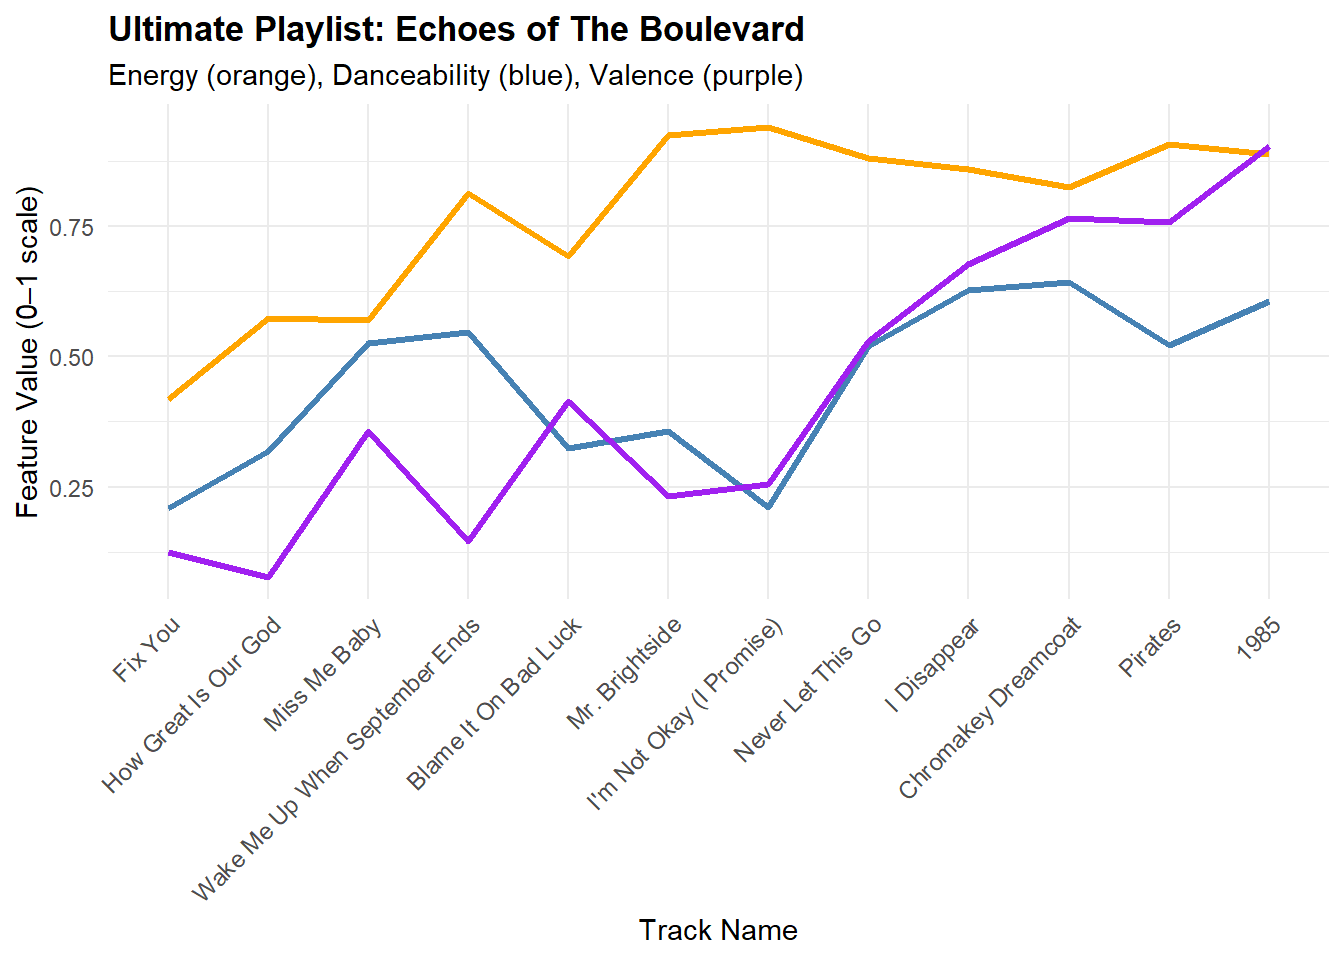 Ultimate Playlist: Echoes of The Boulevard
Energy (orange), Danceability (blue), Valence (purple)
Feature Value (0–1 scale)
0.75
0.50
0.25
Fix You
How Great Is Our God
Miss Me Baby
Wake Me Up When September Ends
Blame It On Bad Luck
Mr. Brightside
I'm Not Okay (I Promise)
Never Let This Go
I Disappear
Chromakey Dreamcoat
Pirates
1985
Track Name